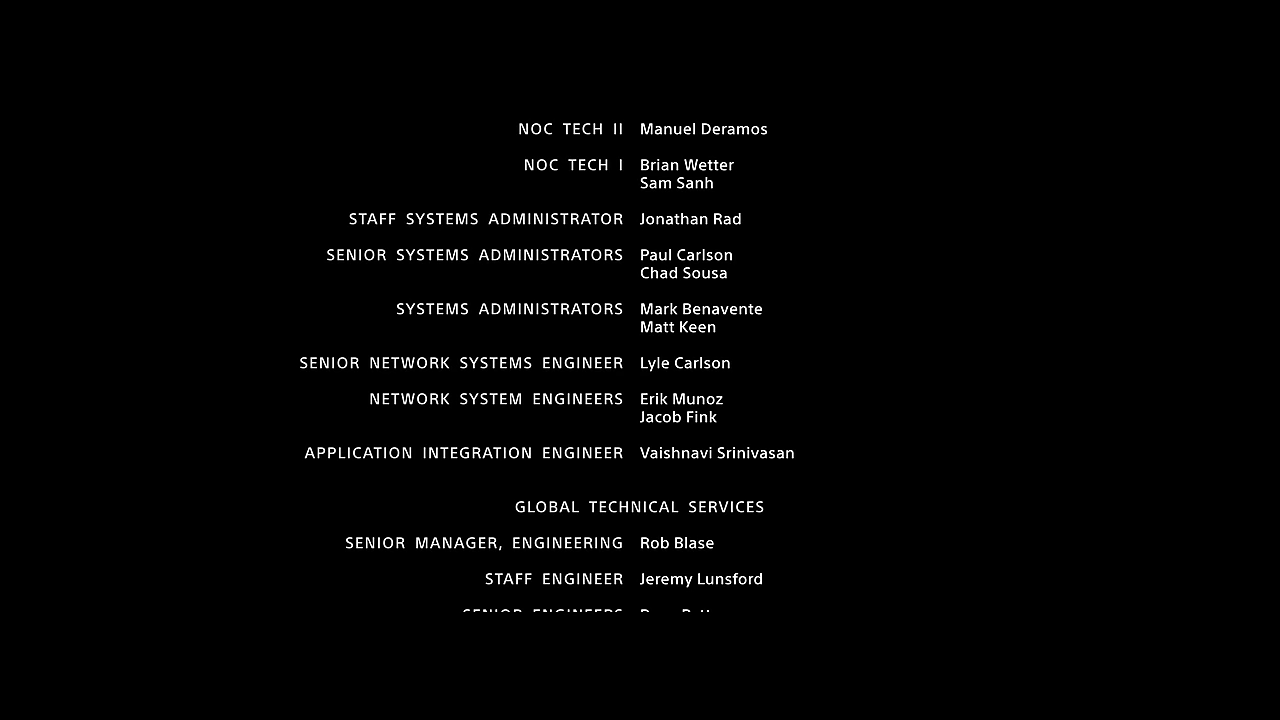 NOC TECH II Manuel Deramos
NOC TECH I Brian Wetter
Sam Sanh
STAFF SYSTEMS ADMINISTRATOR Jonathan Rad
SENIOR SYSTEMS ADMINISTRATORS Paul Carlson
Chad Sousa
SYSTEMS ADMINISTRATORS Mark Benavente
Matt Keen
SENIOR NETWORK SYSTEMS ENGINEER Lyle Carlson
NETWORK SYSTEM ENGINEERS Erik Munoz
Jacob Fink
APPLICATION INTEGRATION ENGINEER Vaishnavi Srinivasan
GLOBAL TECHNICAL SERVICES
SENIOR MANAGER, ENGINEERING Rob Blase
STAFF ENGINEER Jeremy Lunsford
SENIOR ENGINEERS